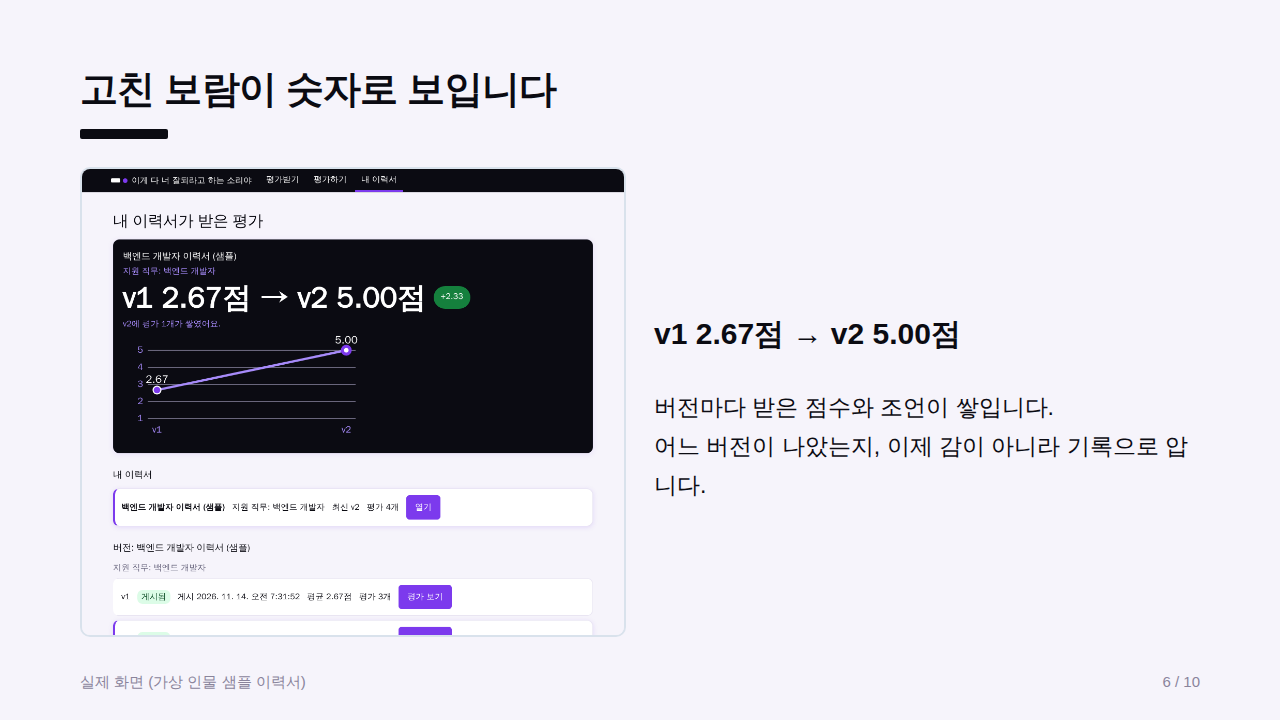 고친 보람이 숫자로 보입니다
이게 다 너 잘되라고 하는 소리야 평가받기 평가하기 내 이력서
내 이력서가 받은 평가
백엔드 개발자 이력서 (샘플)
지원 직무: 백엔드 개발자
v1 2.67점 → v2 5.00점 +2.33
v2에 평가 1개가 쌓였어요.
5.00
5
4
2.67
3
2
1
v1 v2
내 이력서
백엔드 개발자 이력서 (샘플) 지원 직무: 백엔드 개발자 최신 v2 평가 4개 열기
버전: 백엔드 개발자 이력서 (샘플)
지원 직무: 백엔드 개발자
v1 게시됨 게시 2026. 11. 14. 오전 7:31:52 평균 2.67점 평가 3개 평가 보기
v1 2.67점 → v2 5.00점
버전마다 받은 점수와 조언이 쌓입니다.
어느 버전이 나았는지, 이제 감이 아니라 기록으로 압
니다.
실제 화면 (가상 인물 샘플 이력서)
6 / 10